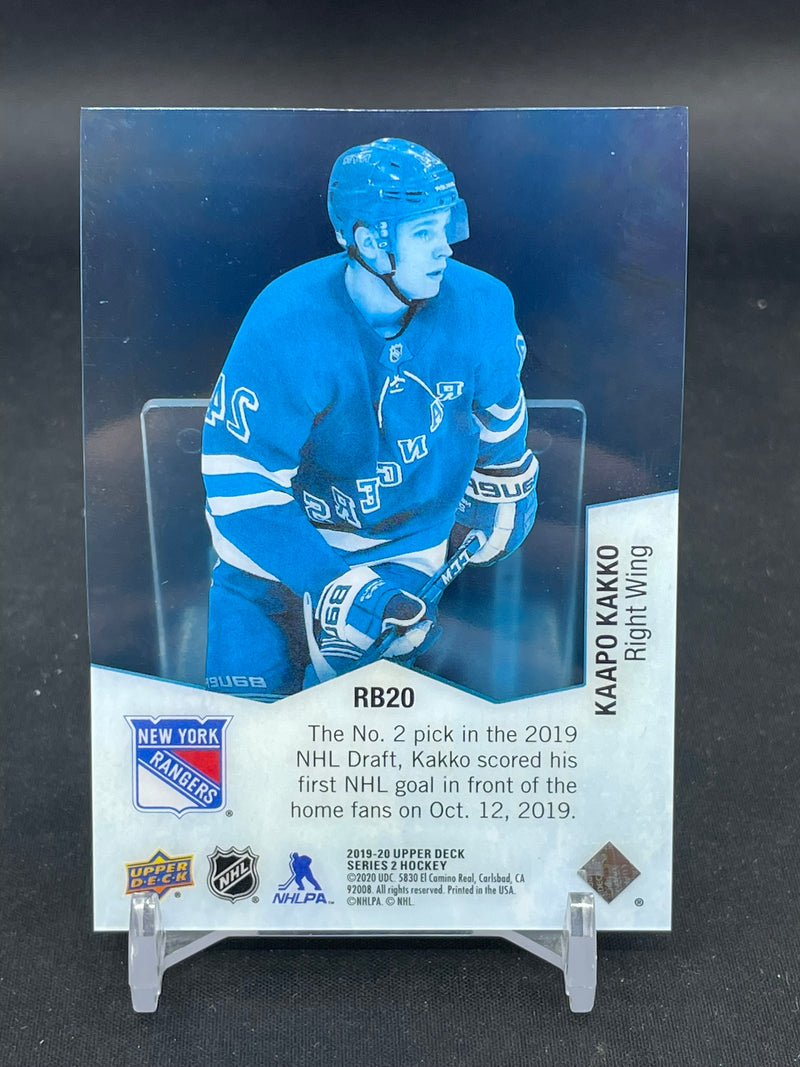 RB20
KAAPO KAKKO
Right Wing
NEW YORK
RANGERS
The No. 2 pick in the 2019
NHL Draft, Kakko scored his
first NHL goal in front of the
home fans on Oct. 12, 2019.
UPPER
D·E·C·K
NHL
NHLPA
2019-20 UPPER DECK
SERIES 2 HOCKEY
©2020 UDC. 5830 El Camino Real, Carlsbad, CA
92008. All rights reserved. Printed in the USA.
©NHLPA. © NHL.